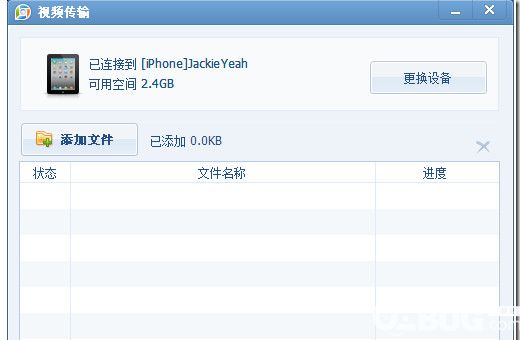 视频传输
已连接到 [iPhone]JackieYeah
可用空间 2.4GB
更换设备
添加文件
已添加 0.0KB
状态 文件名称 进度